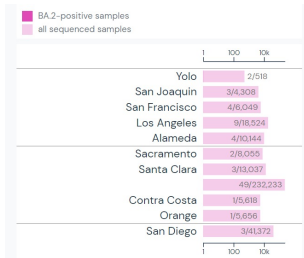 BA.2-positive samples
all sequenced samples
1 100 10k
Yolo 2/518
San Joaquin 3/4,308
San Francisco 4/6,049
Los Angeles 9/18,524
Alameda 4/10,144
Sacramento 2/8,055
Santa Clara 3/13,037
49/232,233
Contra Costa 1/5,618
Orange 1/5,656
San Diego 3/41,372
1 100 10k